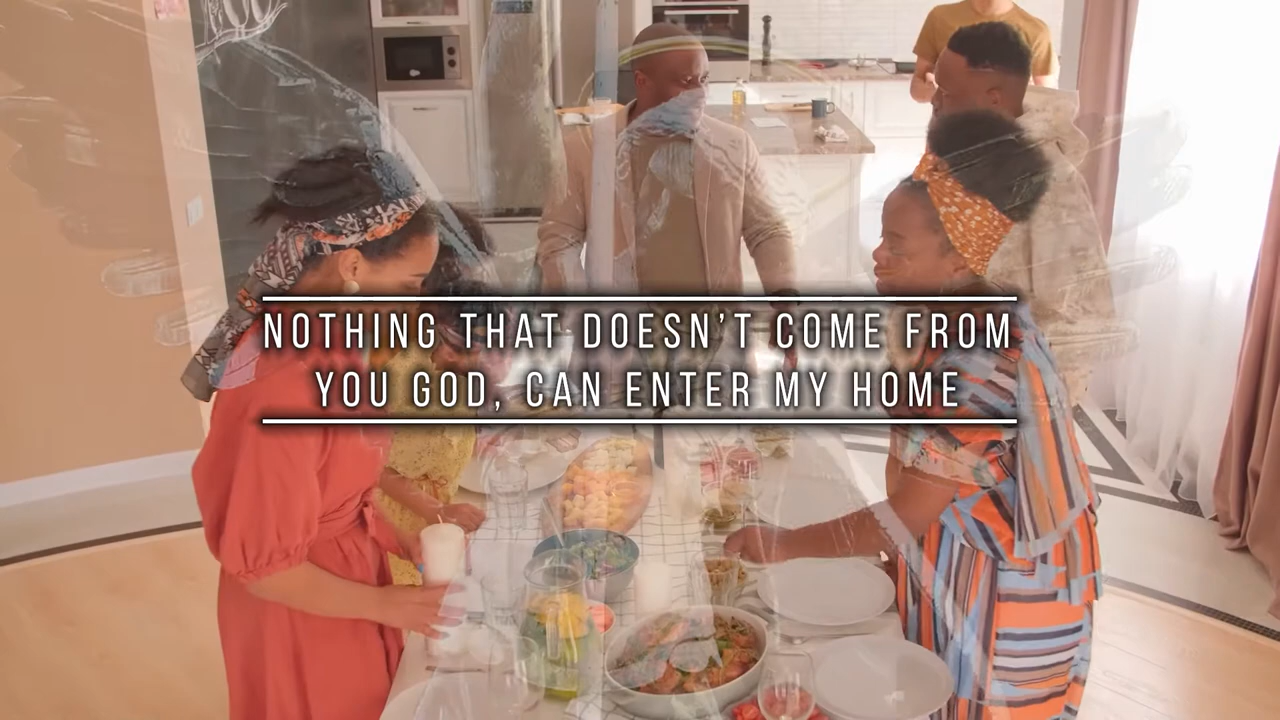 NOTHING THAT DOESN’T COME FROM
YOU GOD, CAN ENTER MY HOME